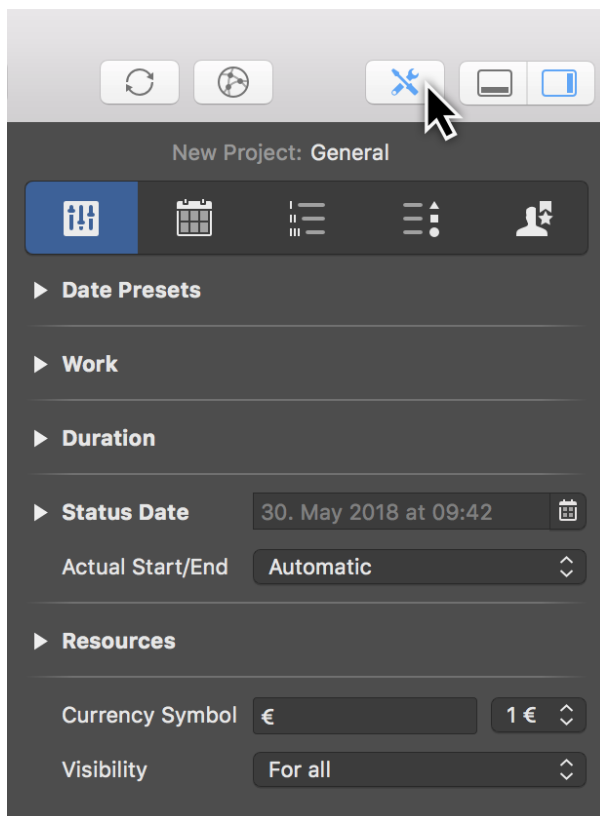 New Project: General
Date Presets
Work
Duration
Status Date 30. May 2018 at 09:42
Actual Start/End Automatic
Resources
Currency Symbol € 1 €
Visibility For all